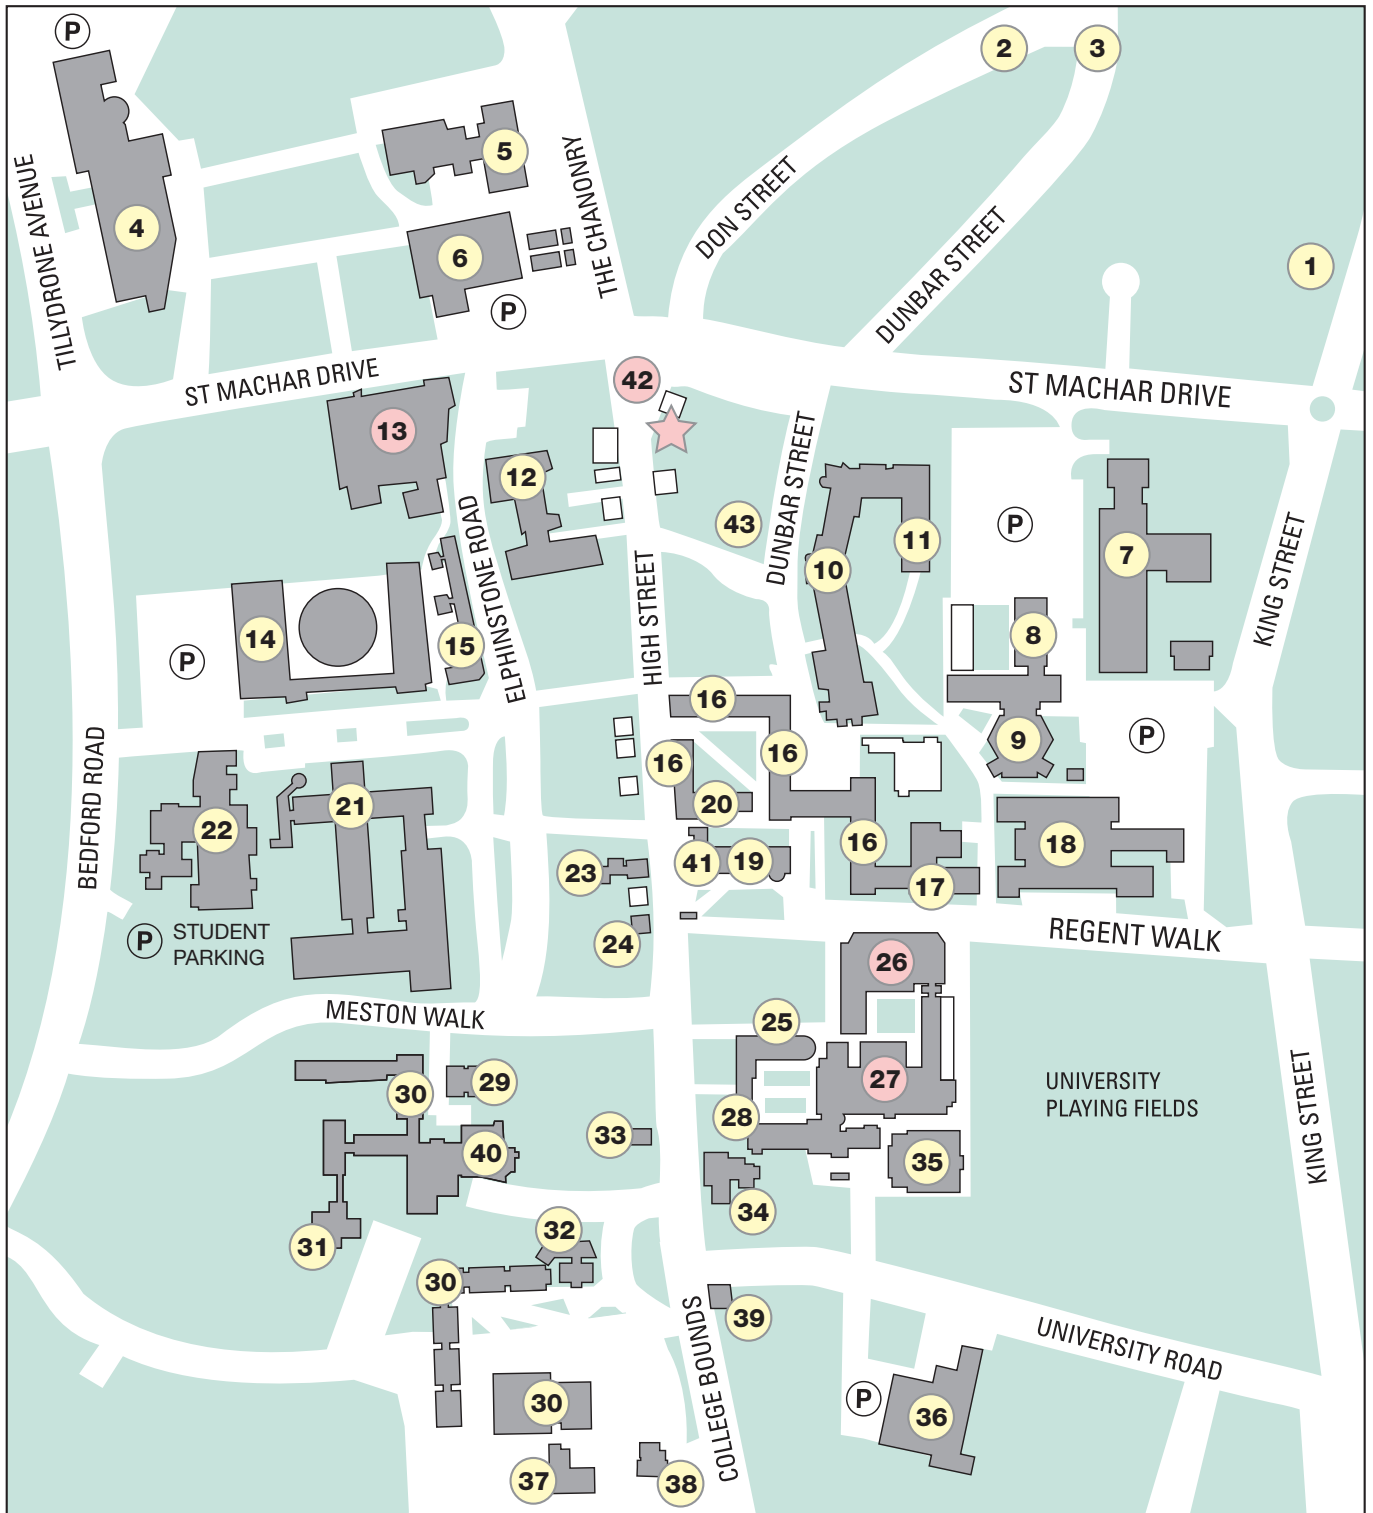 P
2
3
5
TILLYDRONE AVENUE
THE CHANONRY
DON STREET
4
6
DUNBAR STREET
1
P
ST MACHAR DRIVE
42
ST MACHAR DRIVE
13
12
DUNBAR STREET
43
P
11
7
10
ELPHINSTONE ROAD
HIGH STREET
KING STREET
14
15
8
P
16
9
P
16
16
BEDFORD ROAD
21
20
22
16
18
41
19
23
17
P
STUDENT
PARKING
24
REGENT WALK
26
MESTON WALK
25
29
27
30
UNIVERSITY
PLAYING FIELDS
28
33
KING STREET
40
35
34
31
32
30
39
COLLEGE BOUNDS
UNIVERSITY ROAD
P
30
36
37
38